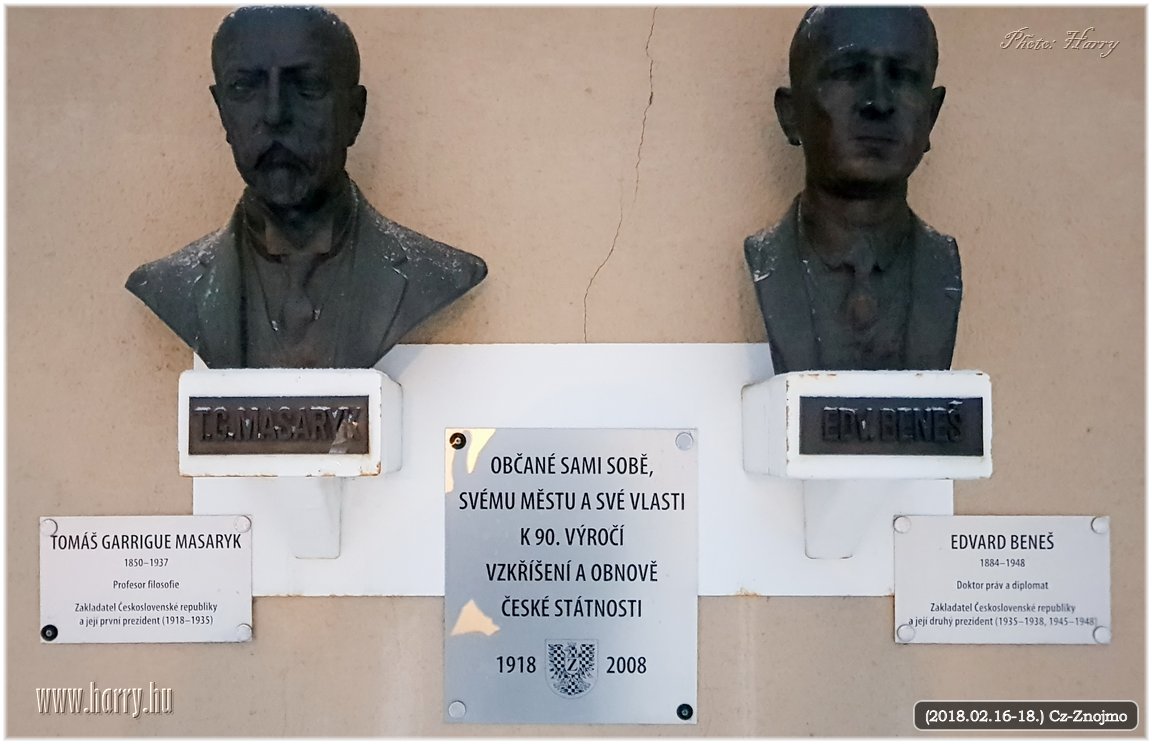 Photo: Harry
T.G.MASARYK
EDV. BENEŠ
OBČANÉ SAMI SOBĚ,
SVÉMU MĚSTU A SVÉ VLASTI
K 90. VÝROČÍ
VZKŘÍŠENÍ A OBNOVĚ
ČESKÉ STÁTNOSTI
1918 Ž 2008
TOMÁŠ GARRIGUE MASARYK
1850–1937
Profesor filosofie
Zakladatel Československé republiky
a její první prezident (1918–1935)
EDVARD BENEŠ
1884–1948
Doktor práv a diplomat
Zakladatel Československé republiky
a její druhý prezident (1935–1938, 1945–1948)
www.harry.hu
(2018.02.16-18.) Cz-Znojmo